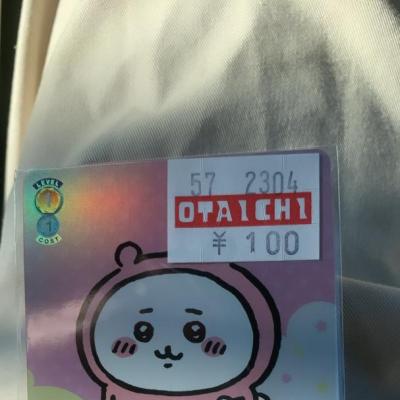 57 2304
OTAICHI
¥ 100
LEVEL
1
1
COST